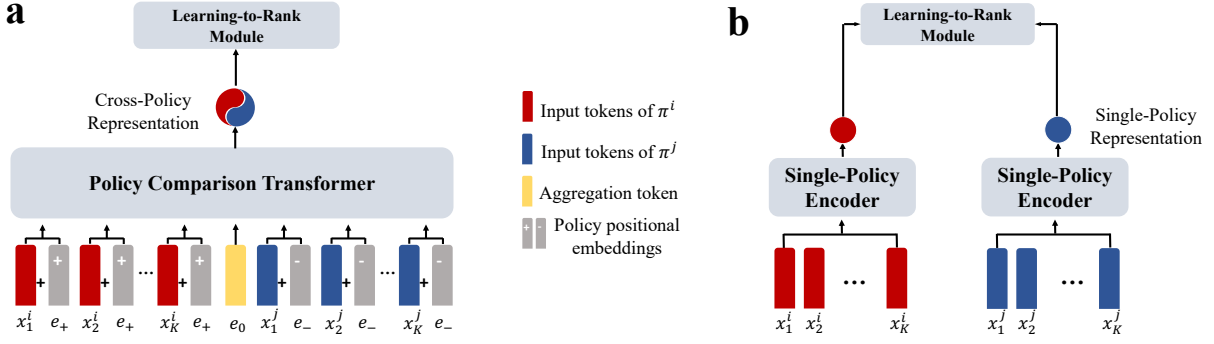 a
Learning-to-Rank
Module
Cross-Policy
Representation
Policy Comparison Transformer
+ + + + + + - + - + -
x_1^i e_+ x_2^i e_+ ... x_K^i e_+ e_0 x_1^j e_- x_2^j e_- ... x_K^j e_-
Input tokens of π^i
Input tokens of π^j
Aggregation token
+ - Policy positional
embeddings
b
Learning-to-Rank
Module
Single-Policy
Representation
Single-Policy
Encoder
Single-Policy
Encoder
... ...
x_1^i x_2^i x_K^i x_1^j x_2^j x_K^j